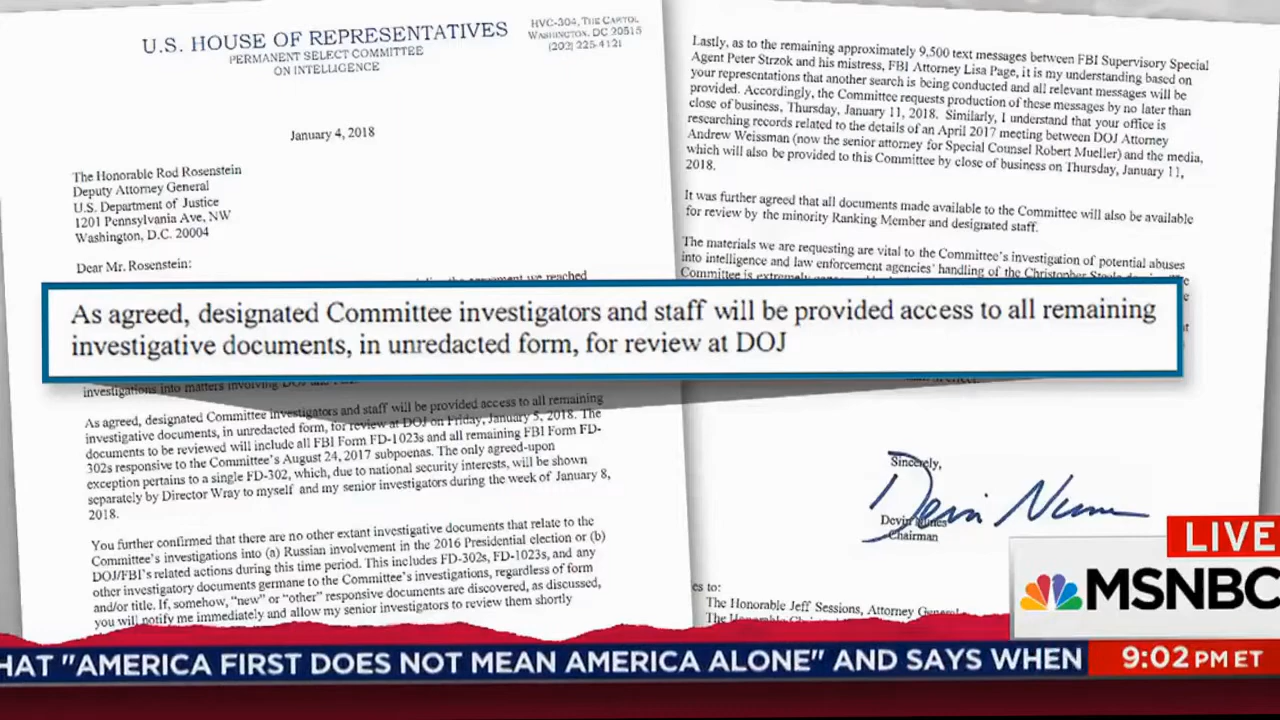 U.S. HOUSE OF REPRESENTATIVES
PERMANENT SELECT COMMITTEE
ON INTELLIGENCE
HVC-304, THE CAPITOL
WASHINGTON, DC 20515
(202) 225-4121
January 4, 2018
The Honorable Rod Rosenstein
Deputy Attorney General
U.S. Department of Justice
1201 Pennsylvania Ave, NW
Washington, D.C. 20004
Dear Mr. Rosenstein:
the agreement we reached
As agreed, designated Committee investigators and staff will be provided access to all remaining
investigative documents, in unredacted form, for review at DOJ
investigations into matters involving DOJ and
As agreed, designated Committee investigators and staff will be provided access to all remaining
investigative documents, in unredacted form, for review at DOJ on Friday, January 5, 2018. The
documents to be reviewed will include all FBI Form FD-1023s and all remaining FBI Form FD-
302s responsive to the Committee's August 24, 2017 subpoenas. The only agreed-upon
exception pertains to a single FD-302, which, due to national security interests, will be shown
separately by Director Wray to myself and my senior investigators during the week of January 8,
2018.
You further confirmed that there are no other extant investigative documents that relate to the
Committee's investigations into (a) Russian involvement in the 2016 Presidential election or (b)
DOJ/FBI's related actions during this time period. This includes FD-302s, FD-1023s, and any
other investigatory documents germane to the Committee's investigations, regardless of form
and/or title. If, somehow, "new" or "other" responsive documents are discovered, as discussed,
you will notify me immediately and allow my senior investigators to review them shortly
Lastly, as to the remaining approximately 9,500 text messages between FBI Supervisory Special
Agent Peter Strzok and his mistress, FBI Attorney Lisa Page, it is my understanding based on
your representations that another search is being conducted and all relevant messages will be
provided. Accordingly, the Committee requests production of these messages by no later than
close of business, Thursday, January 11, 2018. Similarly, I understand that your office is
researching records related to the details of an April 2017 meeting between DOJ Attorney
Andrew Weissman (now the senior attorney for Special Counsel Robert Mueller) and the media,
which will also be provided to this Committee by close of business on Thursday, January 11,
2018.
It was further agreed that all documents made available to the Committee will also be available
for review by the minority Ranking Member and designated staff.
The materials we are requesting are vital to the Committee's investigation of potential abuses
into intelligence and law enforcement agencies' handling of the Christopher Steele
Committee is extremely
Sincerely,
Devin Nunes
Devin Nunes
Chairman
es to:
The Honorable Jeff Sessions, Attorney General
LIVE
MSNBC
HAT "AMERICA FIRST DOES NOT MEAN AMERICA ALONE" AND SAYS WHEN
9:02 PM ET